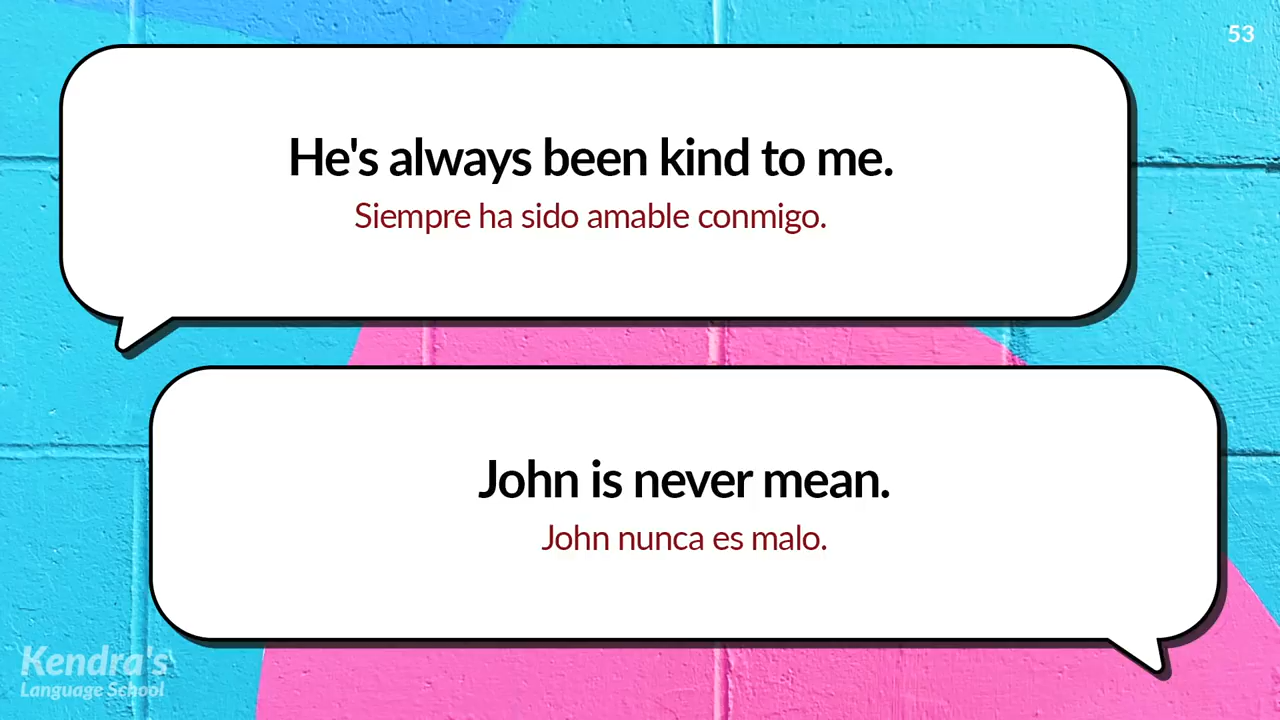 53
He's always been kind to me.
Siempre ha sido amable conmigo.
John is never mean.
John nunca es malo.
Kendra's
Language School